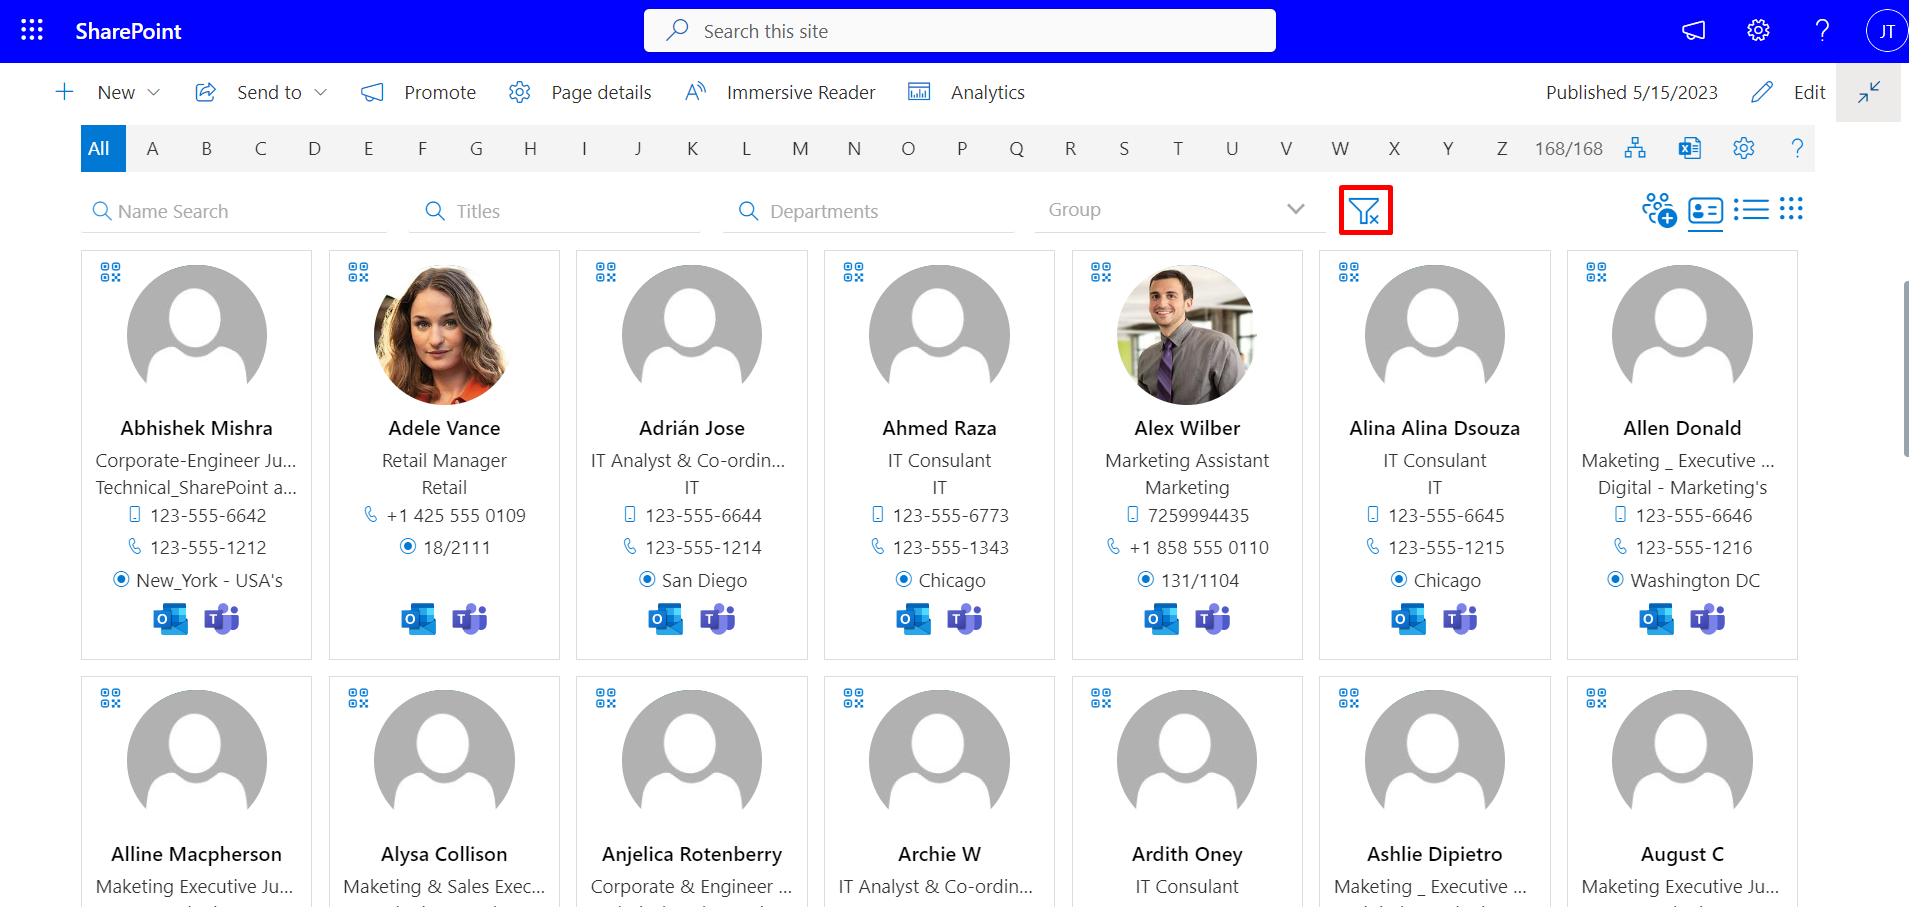 SharePoint
Search this site
JT
New
Send to
Promote
Page details
Immersive Reader
Analytics
Published 5/15/2023
Edit
All A B C D E F G H I J K L M N O P Q R S T U V W X Y Z 168/168
Name Search
Titles
Departments
Group
Abhishek Mishra
Corporate-Engineer Ju...
Technical_SharePoint a...
123-555-6642
123-555-1212
New_York - USA's
Adele Vance
Retail Manager
Retail
+1 425 555 0109
18/2111
Adrián Jose
IT Analyst & Co-ordin...
IT
123-555-6644
123-555-1214
San Diego
Ahmed Raza
IT Consulant
IT
123-555-6773
123-555-1343
Chicago
Alex Wilber
Marketing Assistant
Marketing
7259994435
+1 858 555 0110
131/1104
Alina Alina Dsouza
IT Consulant
IT
123-555-6645
123-555-1215
Chicago
Allen Donald
Maketing _ Executive ...
Digital - Marketing's
123-555-6646
123-555-1216
Washington DC
Alline Macpherson
Maketing Executive Ju...
Alysa Collison
Maketing & Sales Exec...
Anjelica Rotenberry
Corporate & Engineer ...
Archie W
IT Analyst & Co-ordin...
Ardith Oney
IT Consulant
Ashlie Dipietro
Maketing _ Executive ...
August C
Maketing Executive Ju...